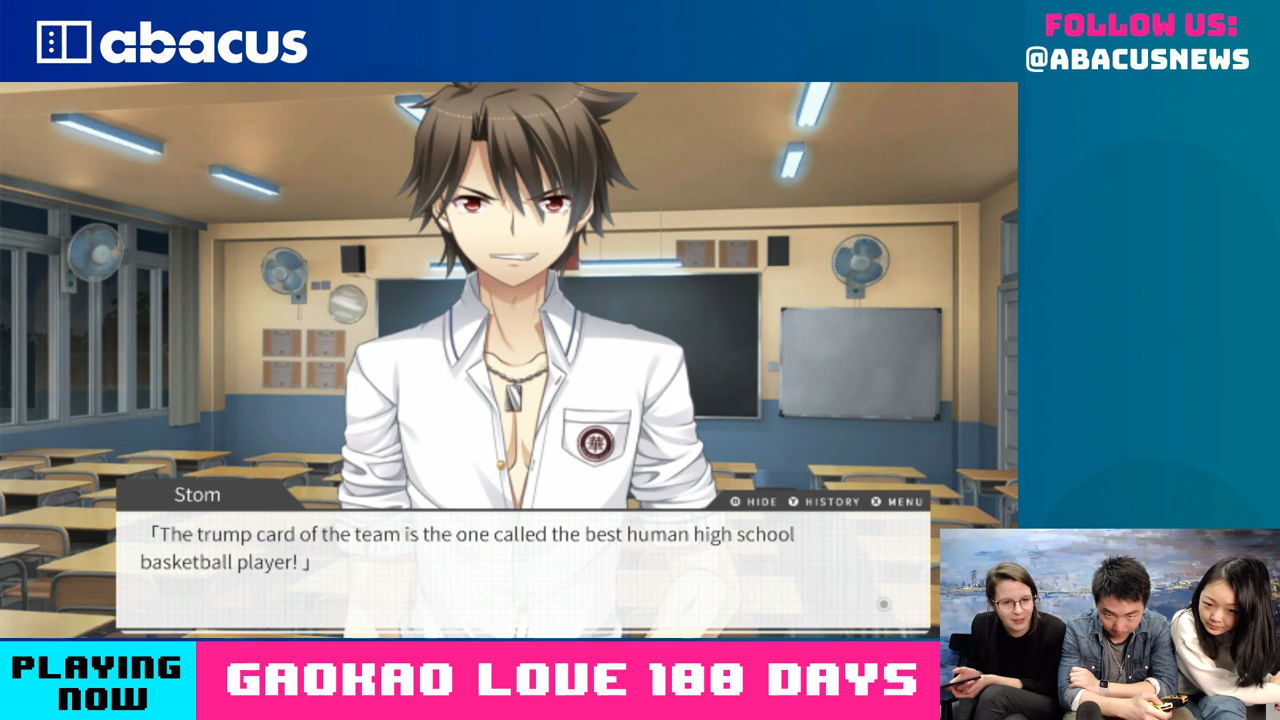 abacus
FOLLOW US:
@ABACUSNEWS
華
Stom
HIDE
HISTORY
MENU
「The trump card of the team is the one called the best human high school
basketball player! 」
PLAYING
NOW
GAOKAO LOVE 100 DAYS